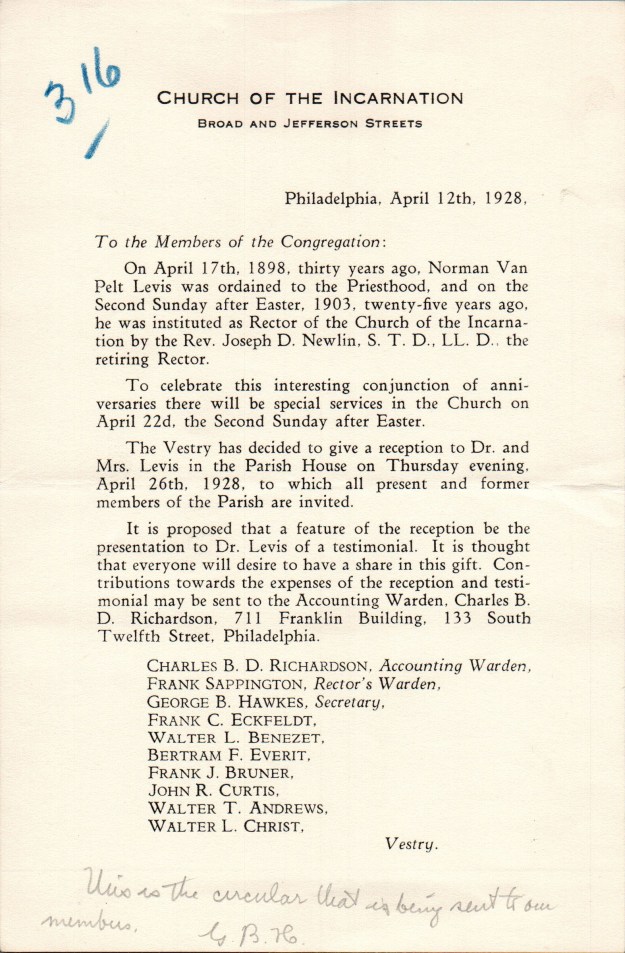 316
/
CHURCH OF THE INCARNATION
BROAD AND JEFFERSON STREETS
Philadelphia, April 12th, 1928,
To the Members of the Congregation:
On April 17th, 1898, thirty years ago, Norman Van
Pelt Levis was ordained to the Priesthood, and on the
Second Sunday after Easter, 1903, twenty-five years ago,
he was instituted as Rector of the Church of the Incarna-
tion by the Rev. Joseph D. Newlin, S. T. D., LL. D., the
retiring Rector.
To celebrate this interesting conjunction of anni-
versaries there will be special services in the Church on
April 22d, the Second Sunday after Easter.
The Vestry has decided to give a reception to Dr. and
Mrs. Levis in the Parish House on Thursday evening,
April 26th, 1928, to which all present and former
members of the Parish are invited.
It is proposed that a feature of the reception be the
presentation to Dr. Levis of a testimonial. It is thought
that everyone will desire to have a share in this gift. Con-
tributions towards the expenses of the reception and testi-
monial may be sent to the Accounting Warden, Charles B.
D. Richardson, 711 Franklin Building, 133 South
Twelfth Street, Philadelphia.
CHARLES B. D. RICHARDSON, Accounting Warden,
FRANK SAPPINGTON, Rector's Warden,
GEORGE B. HAWKES, Secretary,
FRANK C. ECKFELDT,
WALTER L. BENEZET,
BERTRAM F. EVERIT,
FRANK J. BRUNER,
JOHN R. CURTIS,
WALTER T. ANDREWS,
WALTER L. CHRIST,
Vestry.
This is the circular that is being sent to our
members.
G. B. H.